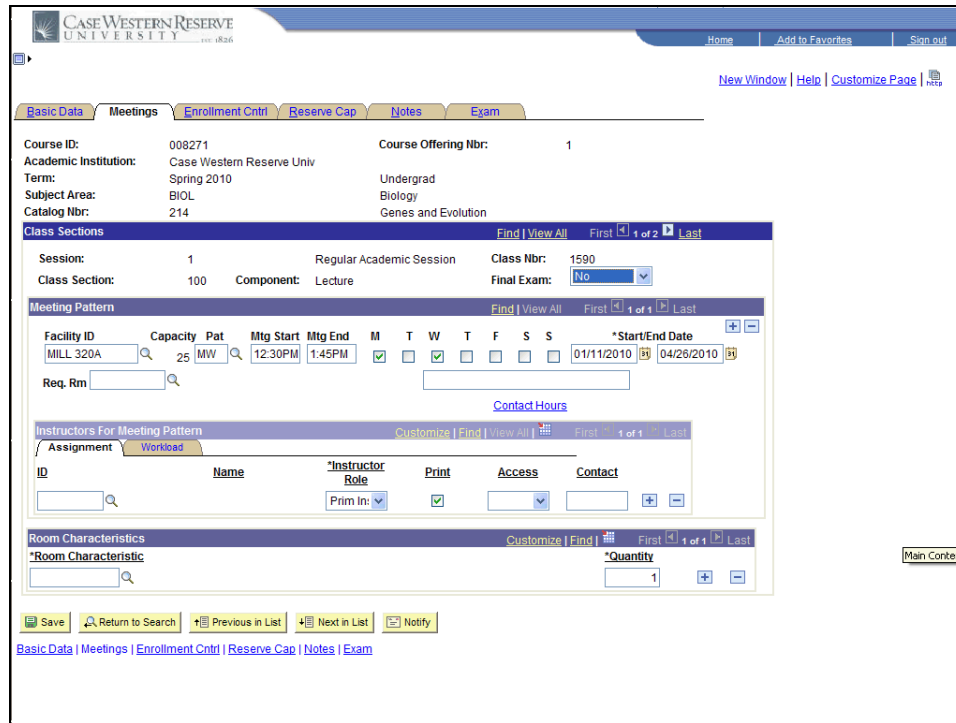 CASE WESTERN RESERVE
UNIVERSITY EST. 1826
Home Add to Favorites Sign out
New Window | Help | Customize Page | http
Basic Data Meetings Enrollment Cntrl Reserve Cap Notes Exam
Course ID: 008271 Course Offering Nbr: 1
Academic Institution: Case Western Reserve Univ
Term: Spring 2010 Undergrad
Subject Area: BIOL Biology
Catalog Nbr: 214 Genes and Evolution
Class Sections Find | View All First 1 of 2 Last
Session: 1 Regular Academic Session Class Nbr: 1590
Class Section: 100 Component: Lecture Final Exam: No
Meeting Pattern Find | View All First 1 of 1 Last
Facility ID Capacity Pat Mtg Start Mtg End M T W T F S S *Start/End Date
MILL 320A 25 MW 12:30PM 1:45PM 01/11/2010 31 04/26/2010 31
Req. Rm
Contact Hours
Instructors For Meeting Pattern Customize | Find | View All | First 1 of 1 Last
Assignment Workload
ID Name *Instructor Role Print Access Contact
Prim In:
Room Characteristics Customize | Find | First 1 of 1 Last
*Room Characteristic *Quantity
1
Main Conte
Save Return to Search Previous in List Next in List Notify
Basic Data | Meetings | Enrollment Cntrl | Reserve Cap | Notes | Exam